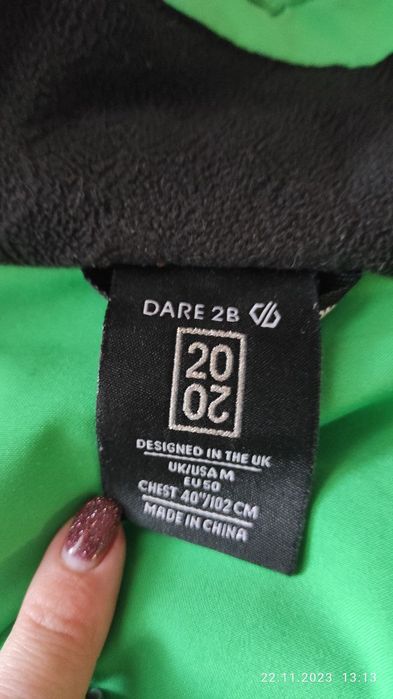 DARE 2B
20
20
DESIGNED IN THE UK
UK/USA M
EU 50
CHEST 40"/102 CM
MADE IN CHINA
22.11.2023 13:13